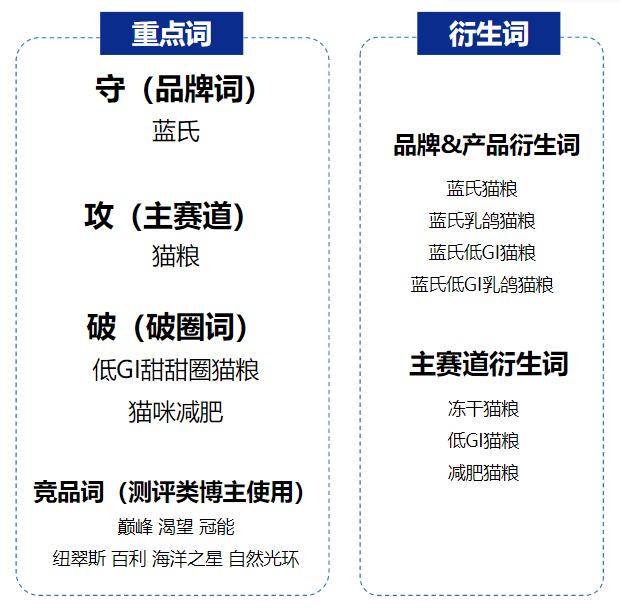 重点词
守（品牌词）
蓝氏
攻（主赛道）
猫粮
破（破圈词）
低GI甜甜圈猫粮
猫咪减肥
竞品词（测评类博主使用）
巅峰 渴望 冠能
纽翠斯 百利 海洋之星 自然光环
衍生词
品牌&产品衍生词
蓝氏猫粮
蓝氏乳鸽猫粮
蓝氏低GI猫粮
蓝氏低GI乳鸽猫粮
主赛道衍生词
冻干猫粮
低GI猫粮
减肥猫粮